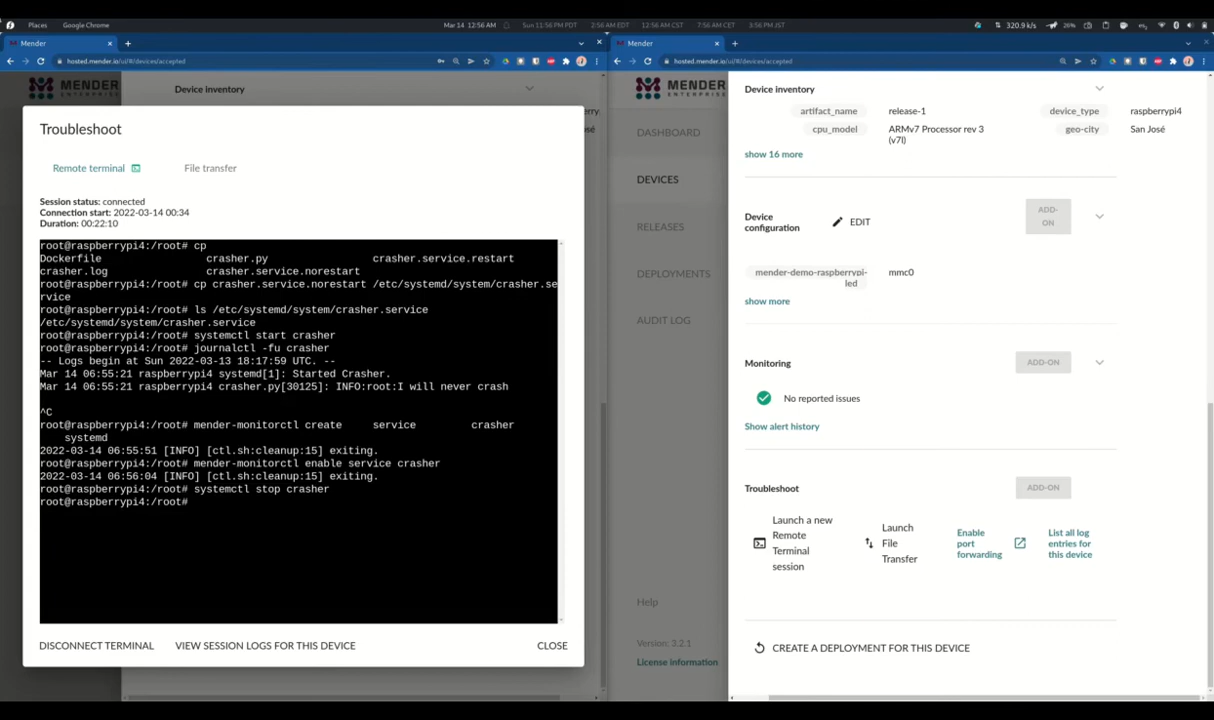 Places Google Chrome Mar 14 12:56 AM Sun 11:56 PM PDT 2:56 AM EDT 12:56 AM CST 7:56 AM CET 3:56 PM JST 320.9 k/s 26%
Mender
hosted.mender.io/ui/#/devices/accepted
MENDER
Device inventory
Troubleshoot
Remote terminal File transfer
Session status: connected
Connection start: 2022-03-14 00:34
Duration: 00:22:10
root@raspberrypi4:/root# cp
Dockerfile crasher.py crasher.service.restart
crasher.log crasher.service.norestart
root@raspberrypi4:/root# cp crasher.service.norestart /etc/systemd/system/crasher.se
rvice
root@raspberrypi4:/root# ls /etc/systemd/system/crasher.service
/etc/systemd/system/crasher.service
root@raspberrypi4:/root# systemctl start crasher
root@raspberrypi4:/root# journalctl -fu crasher
-- Logs begin at Sun 2022-03-13 18:17:59 UTC. --
Mar 14 06:55:21 raspberrypi4 systemd[1]: Started Crasher.
Mar 14 06:55:21 raspberrypi4 crasher.py[30125]: INFO:root:I will never crash
^C
root@raspberrypi4:/root# mender-monitorctl create service crasher
systemd
2022-03-14 06:55:51 [INFO] [ctl.sh:cleanup:15] exiting.
root@raspberrypi4:/root# mender-monitorctl enable service crasher
2022-03-14 06:56:04 [INFO] [ctl.sh:cleanup:15] exiting.
root@raspberrypi4:/root# systemctl stop crasher
root@raspberrypi4:/root#
DISCONNECT TERMINAL VIEW SESSION LOGS FOR THIS DEVICE CLOSE
Mender
hosted.mender.io/ui/#/devices/accepted
MENDER
ENTERPRISE
DASHBOARD
DEVICES
RELEASES
DEPLOYMENTS
AUDIT LOG
Help
Version: 3.2.1
License information
Device inventory
artifact_name release-1 device_type raspberrypi4
cpu_model ARMv7 Processor rev 3 geo-city San José
(v7l)
show 16 more
Device
configuration
EDIT
ADD-
ON
mender-demo-raspberrypi- mmc0
led
show more
Monitoring ADD-ON
No reported issues
Show alert history
Troubleshoot ADD-ON
Launch a new
Remote
Terminal
session
Launch
File
Transfer
Enable
port
forwarding
List all log
entries for
this device
CREATE A DEPLOYMENT FOR THIS DEVICE